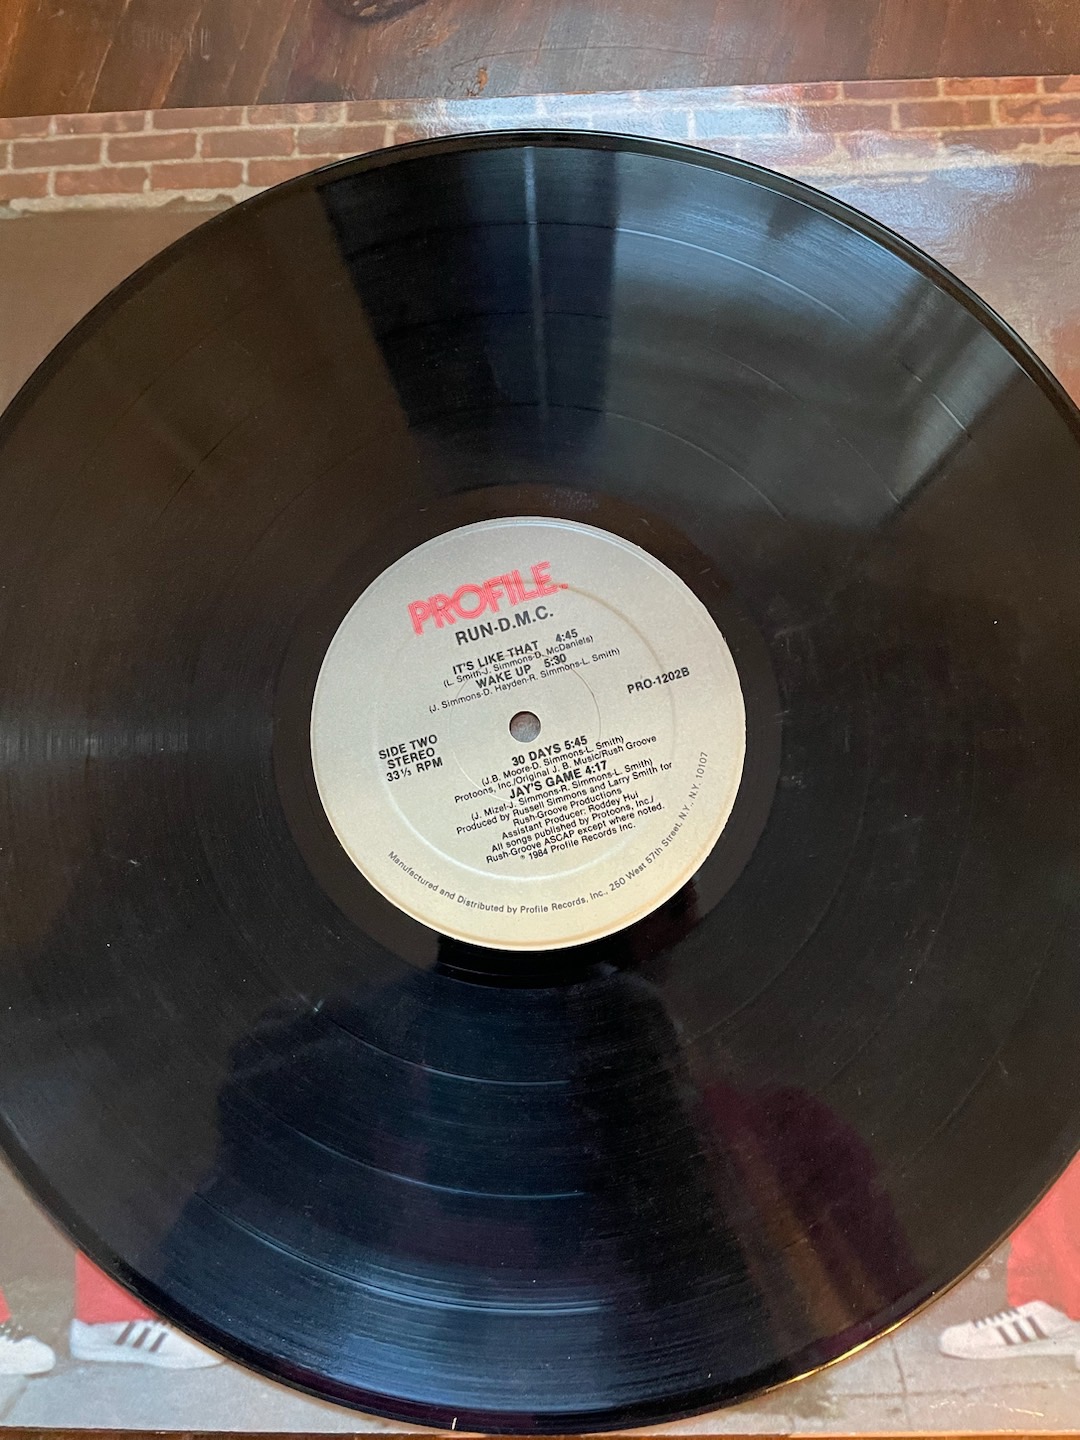 PROFILE.
RUN-D.M.C.
IT'S LIKE THAT 4:45
(L. Smith-J. Simmons-D. McDaniels)
WAKE UP 5:30
(J. Simmons-D. Hayden-R. Simmons-L. Smith)
PRO-1202B
SIDE TWO
STEREO
33⅓ RPM
30 DAYS 5:45
(J.B. Moore-D. Simmons-L. Smith)
Protoons, Inc./Original J. B. Music/Rush Groove
JAY'S GAME 4:17
(J. Mizel-J. Simmons-R. Simmons-L. Smith)
Produced by Russell Simmons and Larry Smith for
Rush-Groove Productions
Assistant Producer: Roddey Hui
All songs published by Protoons, Inc./
Rush-Groove ASCAP except where noted.
℗ 1984 Profile Records Inc.
Manufactured and Distributed by Profile Records, Inc., 250 West 57th Street, N.Y., N.Y. 10107